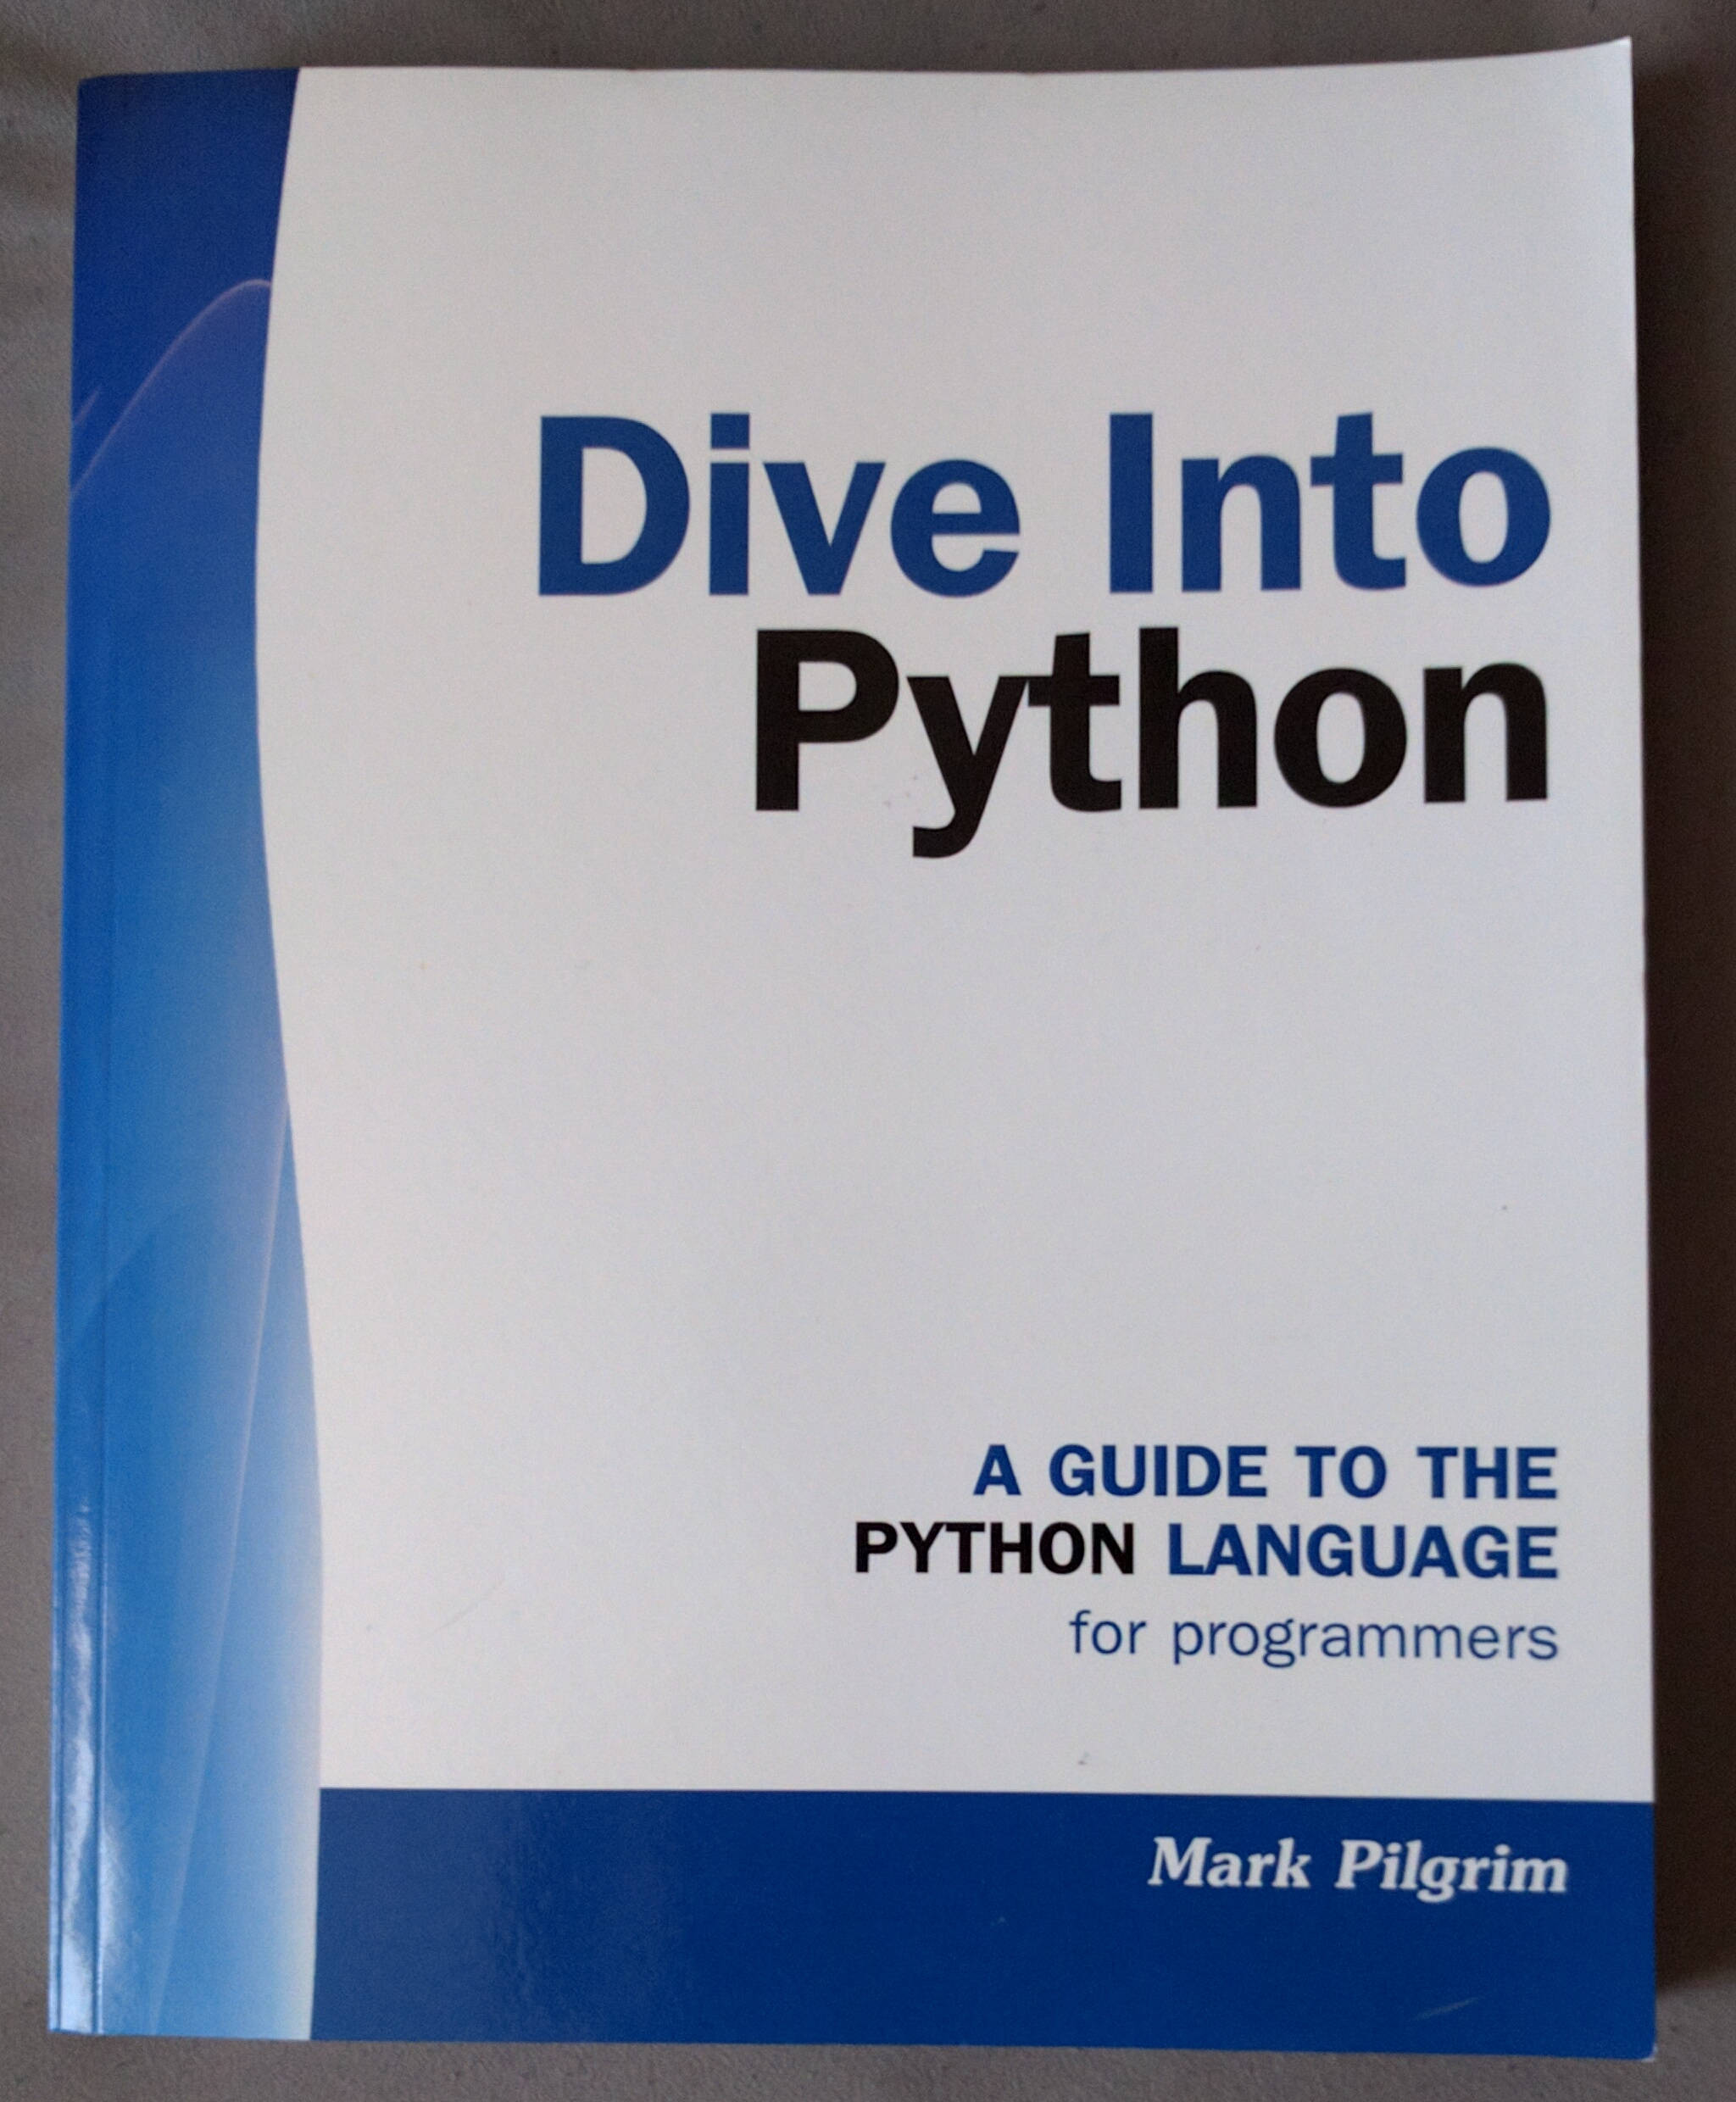 Dive Into
Python
A GUIDE TO THE
PYTHON LANGUAGE
for programmers
Mark Pilgrim